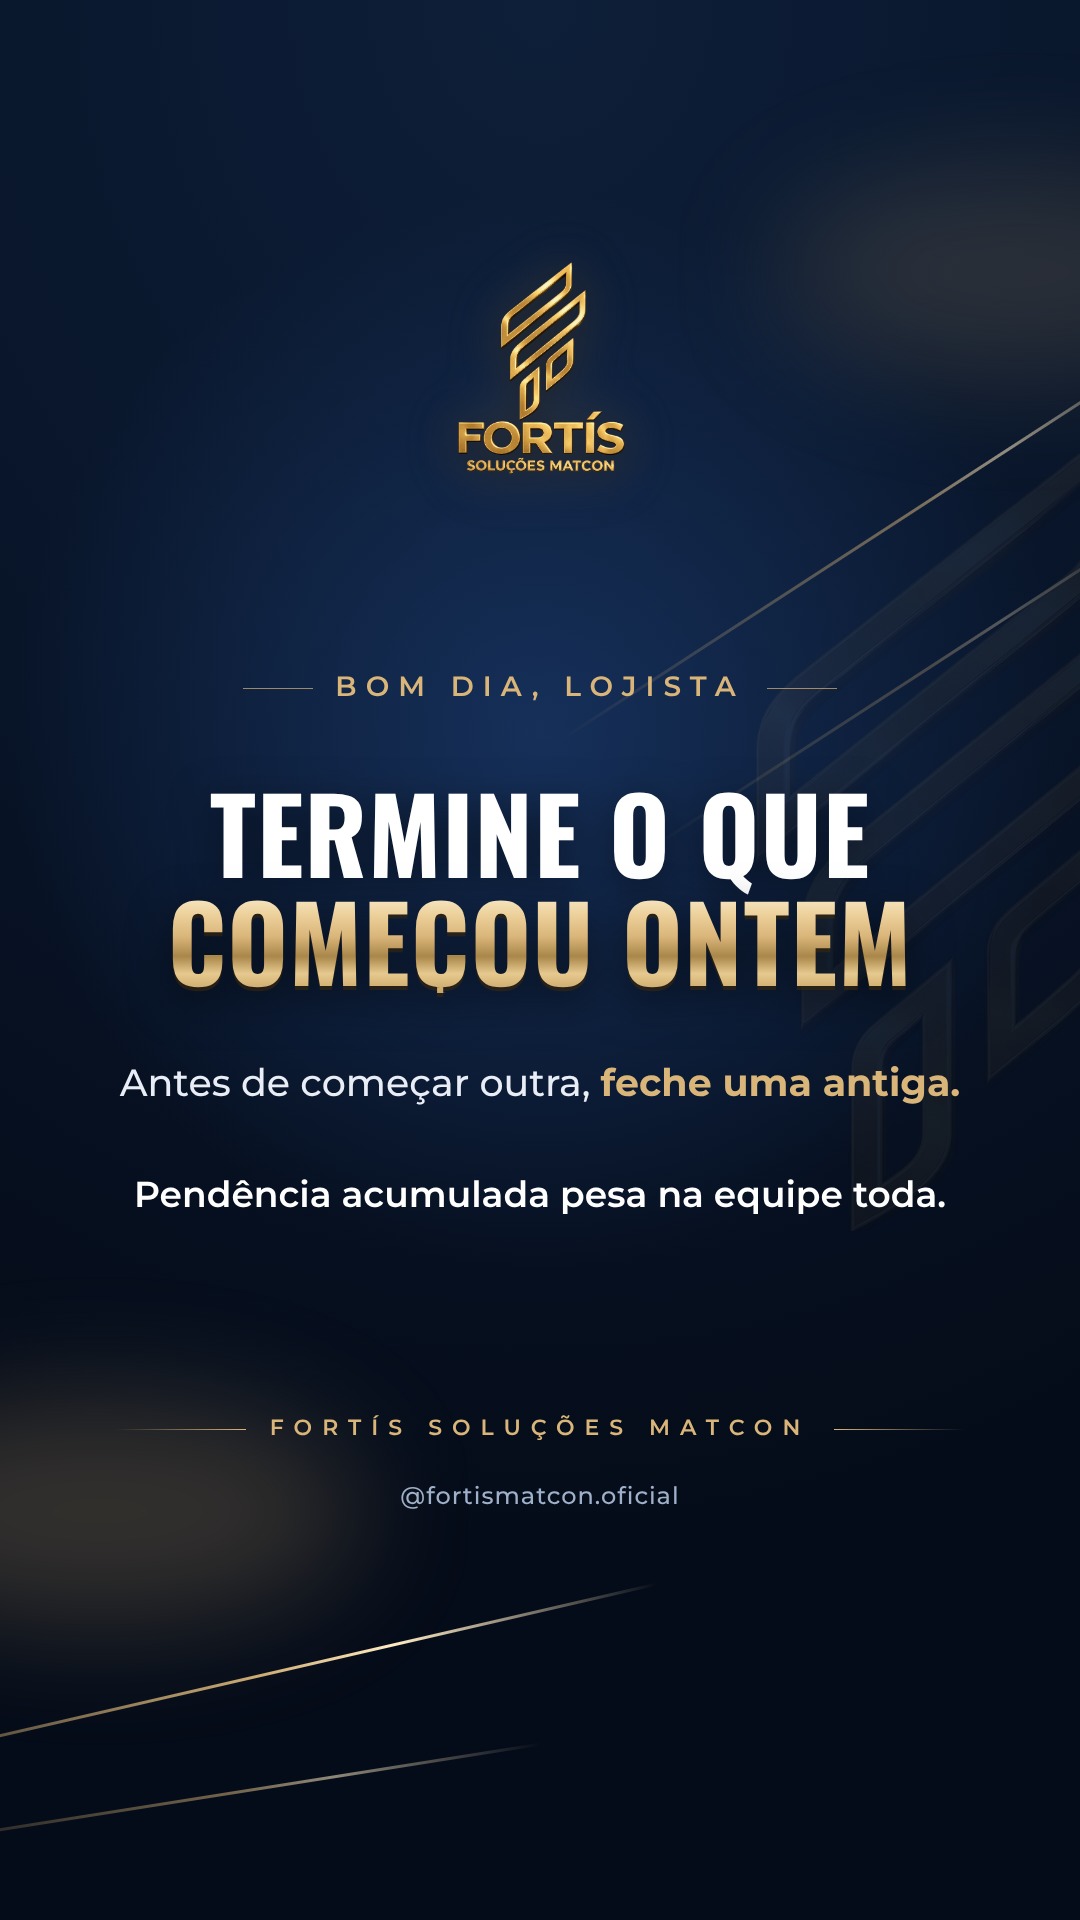 FORTÍS
SOLUÇÕES MATCON
BOM DIA, LOJISTA
TERMINE O QUE
COMEÇOU ONTEM
Antes de começar outra, feche uma antiga.
Pendência acumulada pesa na equipe toda.
FORTÍS SOLUÇÕES MATCON
@fortismatcon.oficial